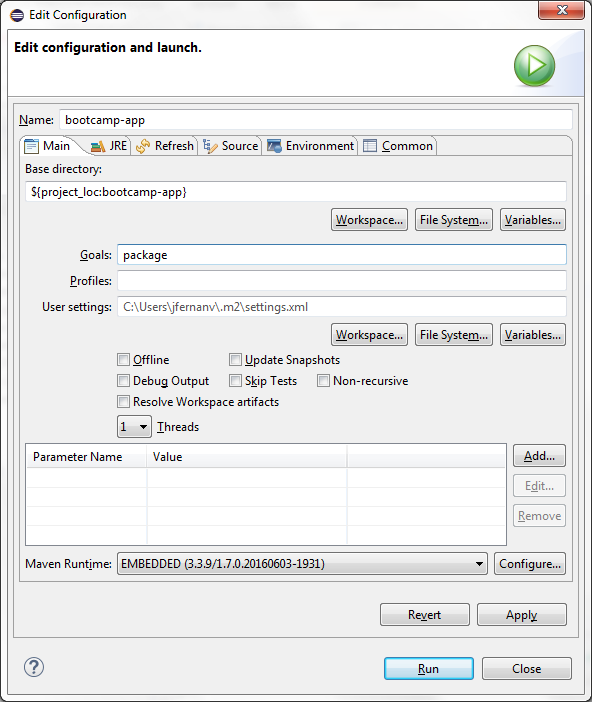 Edit Configuration
Edit configuration and launch.
Name: bootcamp-app
Main JRE Refresh Source Environment Common
Base directory:
${project_loc:bootcamp-app}
Workspace... File System... Variables...
Goals: package
Profiles:
User settings: C:\Users\jfernanv\.m2\settings.xml
Workspace... File System... Variables...
Offline Update Snapshots
Debug Output Skip Tests Non-recursive
Resolve Workspace artifacts
1 Threads
Parameter Name Value Add...
Edit...
Remove
Maven Runtime: EMBEDDED (3.3.9/1.7.0.20160603-1931) Configure...
Revert Apply
? Run Close